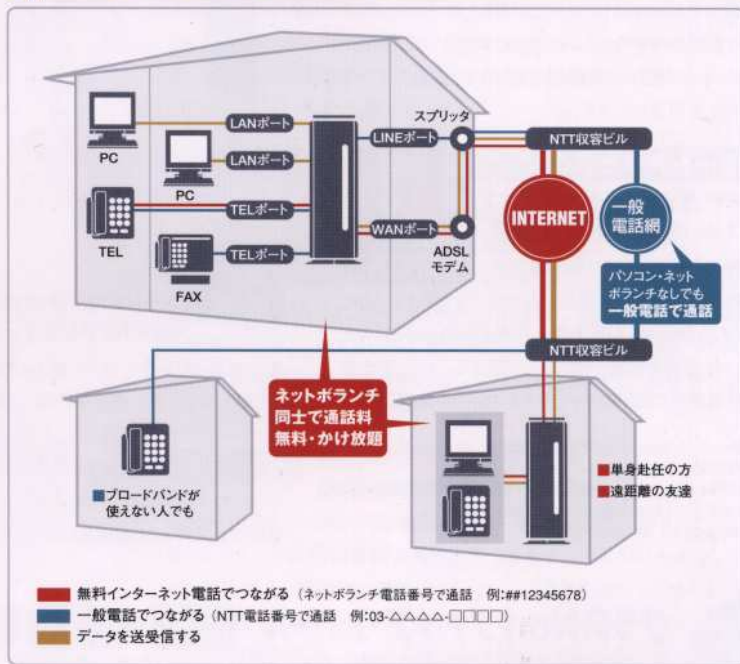 スプリッタ
LANポート
LINEポート
NTT収容ビル
PC
LANポート
PC
TELポート
INTERNET
一般
電話網
WANポート
TEL
TELポート
ADSL
モデム
FAX
パソコン・ネット
ボランチなしでも
一般電話で通話
NTT収容ビル
ネットボランチ
同士で通話料
無料・かけ放題
■単身赴任の方
■遠距離の友達
■ブロードバンドが
使えない人でも
無料インターネット電話でつながる（ネットボランチ電話番号で通話 例:##12345678）
一般電話でつながる（NTT電話番号で通話 例:03-△△△△-□□□□）
データを送受信する